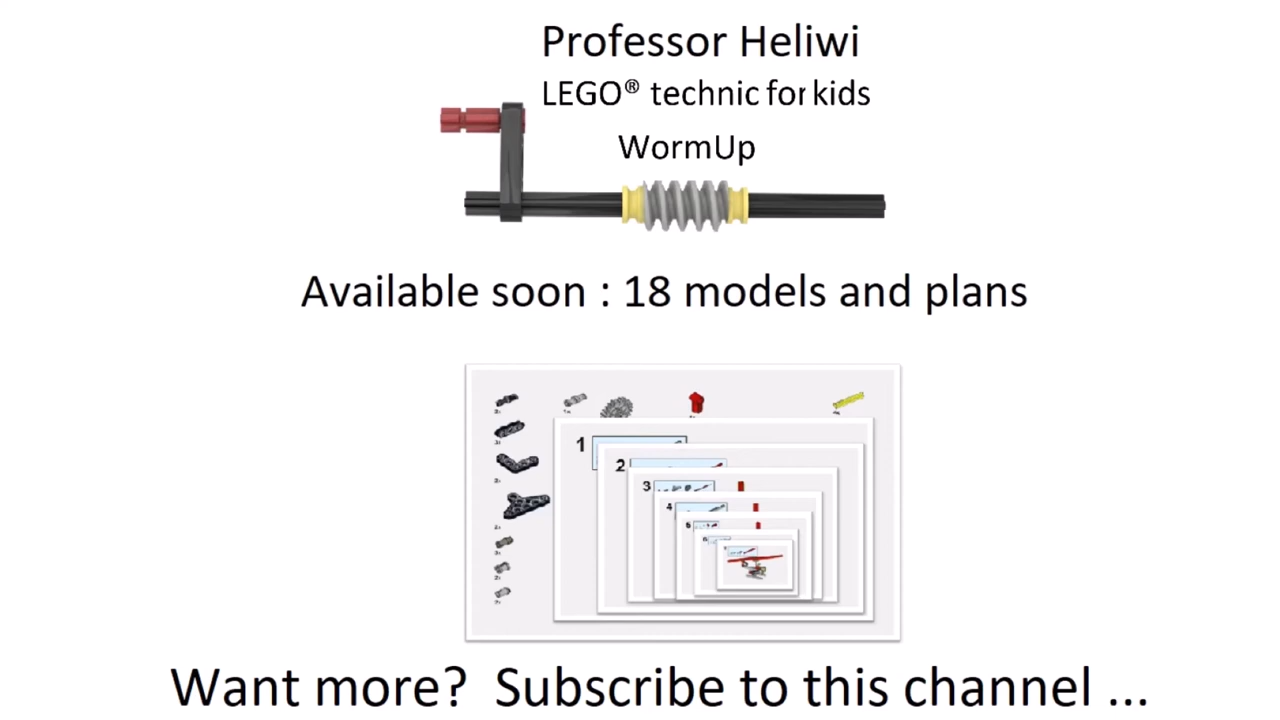 Professor Heliwi
LEGO® technic for kids
WormUp
Available soon : 18 models and plans
1
2
3
4
5
6
Want more?  Subscribe to this channel ...